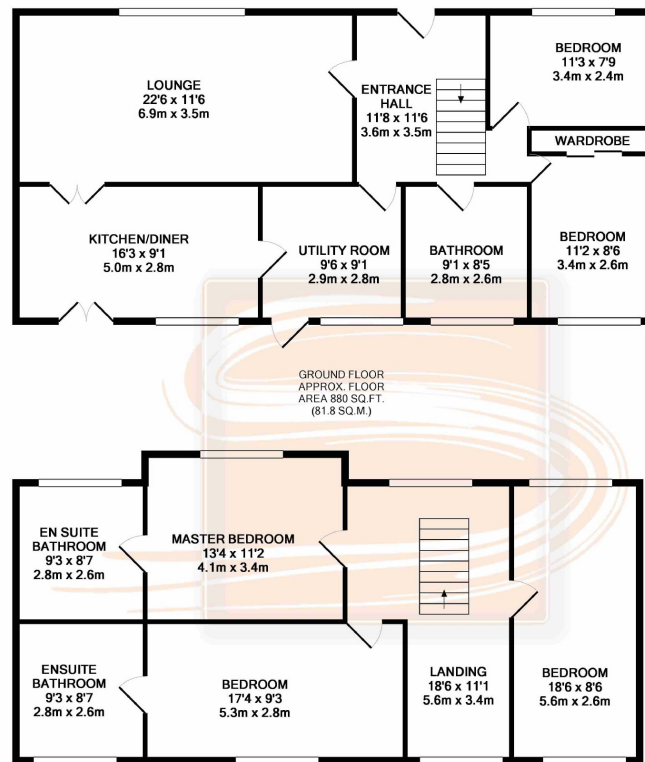 LOUNGE
22'6 x 11'6
6.9m x 3.5m
ENTRANCE
HALL
11'8 x 11'6
3.6m x 3.5m
BEDROOM
11'3 x 7'9
3.4m x 2.4m
WARDROBE
KITCHEN/DINER
16'3 x 9'1
5.0m x 2.8m
UTILITY ROOM
9'6 x 9'1
2.9m x 2.8m
BATHROOM
9'1 x 8'5
2.8m x 2.6m
BEDROOM
11'2 x 8'6
3.4m x 2.6m
GROUND FLOOR
APPROX. FLOOR
AREA 880 SQ.FT.
(81.8 SQ.M.)
EN SUITE
BATHROOM
9'3 x 8'7
2.8m x 2.6m
MASTER BEDROOM
13'4 x 11'2
4.1m x 3.4m
ENSUITE
BATHROOM
9'3 x 8'7
2.8m x 2.6m
BEDROOM
17'4 x 9'3
5.3m x 2.8m
LANDING
18'6 x 11'1
5.6m x 3.4m
BEDROOM
18'6 x 8'6
5.6m x 2.6m